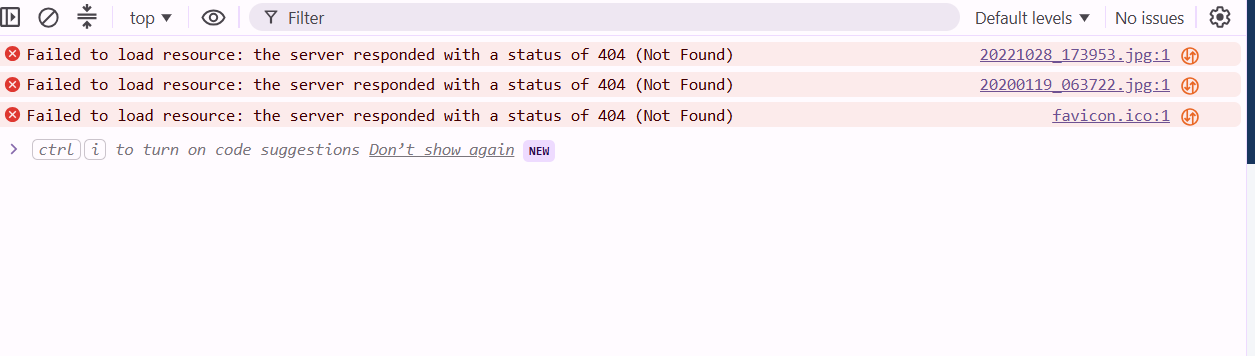 top Filter Default levels No issues
Failed to load resource: the server responded with a status of 404 (Not Found) 20221028_173953.jpg:1
Failed to load resource: the server responded with a status of 404 (Not Found) 20200119_063722.jpg:1
Failed to load resource: the server responded with a status of 404 (Not Found) favicon.ico:1
ctrl i to turn on code suggestions Don’t show again NEW